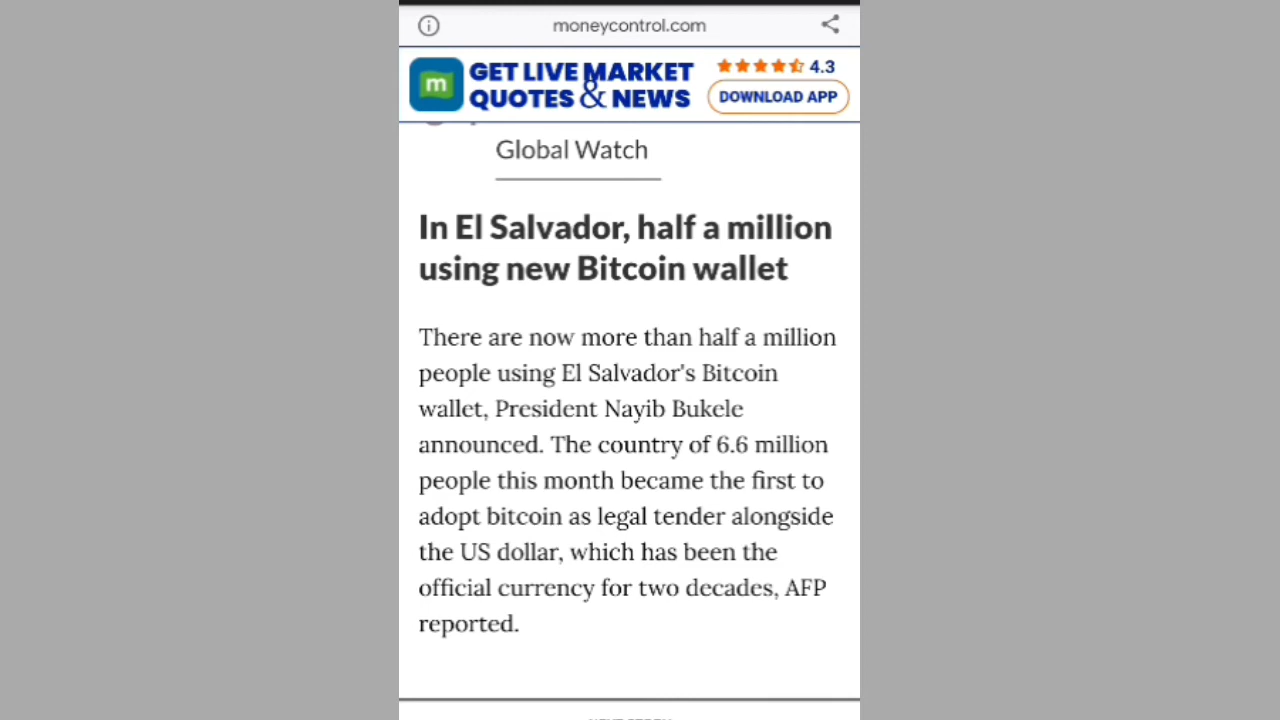 moneycontrol.com
m
GET LIVE MARKET
QUOTES & NEWS
4.3
DOWNLOAD APP
Global Watch
In El Salvador, half a million
using new Bitcoin wallet
There are now more than half a million
people using El Salvador's Bitcoin
wallet, President Nayib Bukele
announced. The country of 6.6 million
people this month became the first to
adopt bitcoin as legal tender alongside
the US dollar, which has been the
official currency for two decades, AFP
reported.